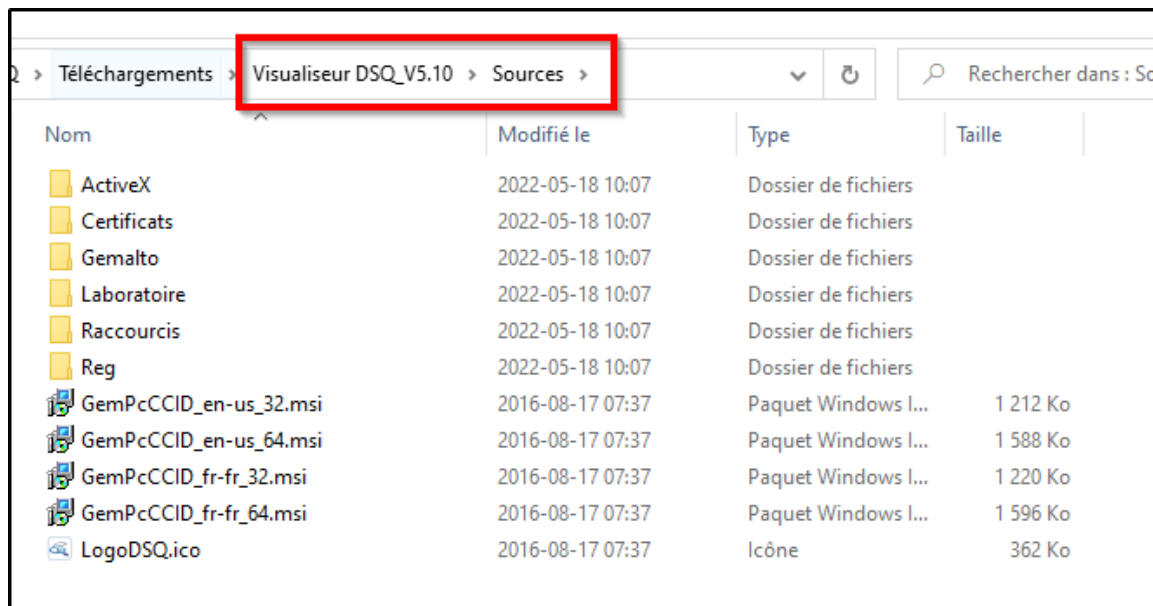 Q > Téléchargements > Visualiseur DSQ_V5.10 > Sources > Rechercher dans : So
Nom Modifié le Type Taille
ActiveX 2022-05-18 10:07 Dossier de fichiers
Certificats 2022-05-18 10:07 Dossier de fichiers
Gemalto 2022-05-18 10:07 Dossier de fichiers
Laboratoire 2022-05-18 10:07 Dossier de fichiers
Raccourcis 2022-05-18 10:07 Dossier de fichiers
Reg 2022-05-18 10:07 Dossier de fichiers
GemPcCCID_en-us_32.msi 2016-08-17 07:37 Paquet Windows I... 1 212 Ko
GemPcCCID_en-us_64.msi 2016-08-17 07:37 Paquet Windows I... 1 588 Ko
GemPcCCID_fr-fr_32.msi 2016-08-17 07:37 Paquet Windows I... 1 220 Ko
GemPcCCID_fr-fr_64.msi 2016-08-17 07:37 Paquet Windows I... 1 596 Ko
LogoDSQ.ico 2016-08-17 07:37 Icône 362 Ko